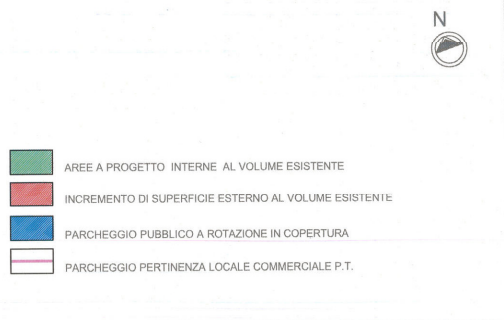 N
AREE A PROGETTO INTERNE AL VOLUME ESISTENTE
INCREMENTO DI SUPERFICIE ESTERNO AL VOLUME ESISTENTE
PARCHEGGIO PUBBLICO A ROTAZIONE IN COPERTURA
PARCHEGGIO PERTINENZA LOCALE COMMERCIALE P.T.